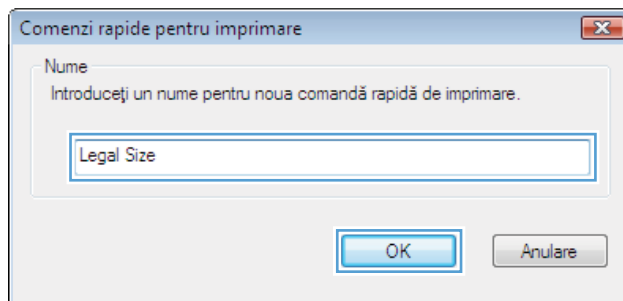 Comenzi rapide pentru imprimare
Nume
Introduceţi un nume pentru noua comandă rapidă de imprimare.
Legal Size
OK
Anulare